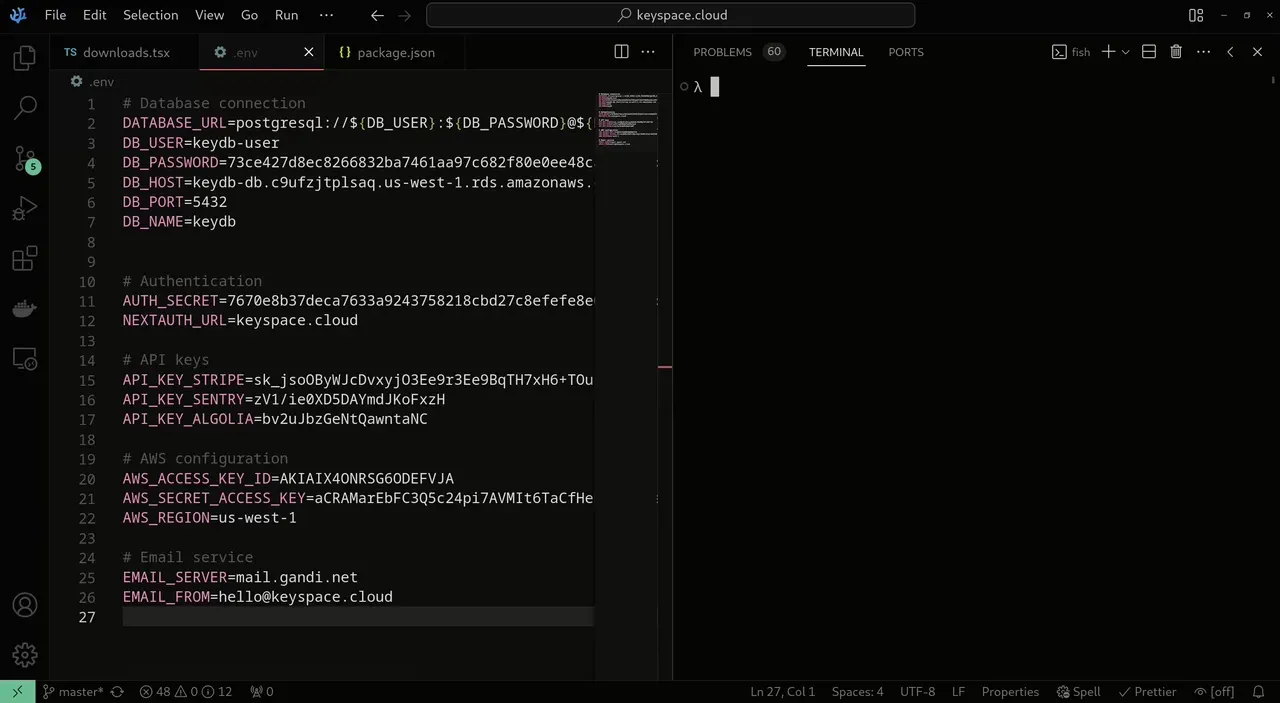 File Edit Selection View Go Run ··· keyspace.cloud
TS downloads.tsx .env {} package.json
PROBLEMS 60 TERMINAL PORTS fish
.env
λ
1 # Database connection
2 DATABASE_URL=postgresql://${DB_USER}:${DB_PASSWORD}@${
3 DB_USER=keydb-user
4 DB_PASSWORD=73ce427d8ec8266832ba7461aa97c682f80e0ee48c
5 DB_HOST=keydb-db.c9ufzjtplsaq.us-west-1.rds.amazonaws.
6 DB_PORT=5432
7 DB_NAME=keydb
8
9
10 # Authentication
11 AUTH_SECRET=7670e8b37deca7633a9243758218cbd27c8efefe8e
12 NEXTAUTH_URL=keyspace.cloud
13
14 # API keys
15 API_KEY_STRIPE=sk_jsoOByWJcDvxyjO3Ee9r3Ee9BqTH7xH6+TOu
16 API_KEY_SENTRY=zV1/ie0XD5DAYmdJKoFxzH
17 API_KEY_ALGOLIA=bv2uJbzGeNtQawntaNC
18
19 # AWS configuration
20 AWS_ACCESS_KEY_ID=AKIAIX4ONRSG6ODEFVJA
21 AWS_SECRET_ACCESS_KEY=aCRAMarEbFC3Q5c24pi7AVMIt6TaCfHe
22 AWS_REGION=us-west-1
23
24 # Email service
25 EMAIL_SERVER=mail.gandi.net
26 EMAIL_FROM=hello@keyspace.cloud
27
5
master* 48 0 12 0 Ln 27, Col 1 Spaces: 4 UTF-8 LF Properties Spell Prettier [off]